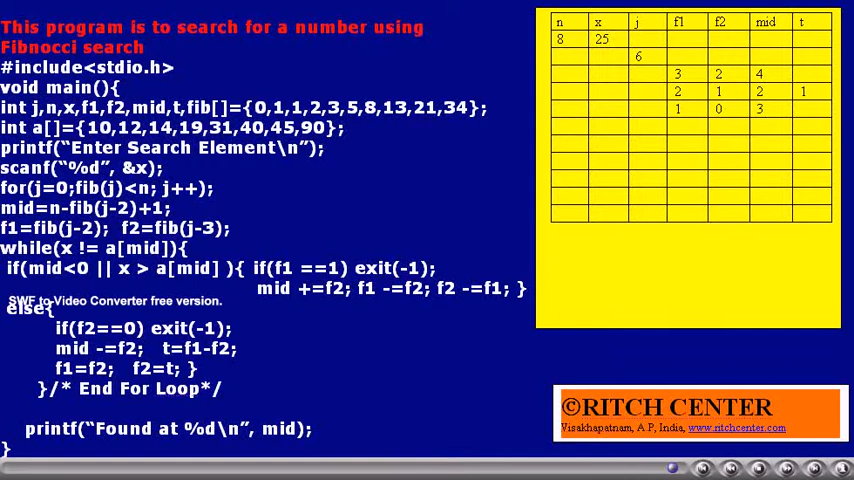 This program is to search for a number using
Fibnocci search
#include<stdio.h>
void main(){
int j,n,x,f1,f2,mid,t,fib[]={0,1,1,2,3,5,8,13,21,34};
int a[]={10,12,14,19,31,40,45,90};
printf(“Enter Search Element\n”);
scanf(“%d”, &x);
for(j=0;fib(j)<n; j++);
mid=n-fib(j-2)+1;
f1=fib(j-2); f2=fib(j-3);
while(x != a[mid]){
if(mid<0 || x > a[mid] ){ if(f1 ==1) exit(-1);
mid +=f2; f1 -=f2; f2 -=f1; }
SWF to Video Converter free version.
else{
if(f2==0) exit(-1);
mid -=f2; t=f1-f2;
f1=f2; f2=t; }
}/* End For Loop*/
printf(“Found at %d\n”, mid);
}
n x j f1 f2 mid t
8 25
6
3 2 4
2 1 2 1
1 0 3
©RITCH CENTER
Visakhapatnam, A.P, India, www.ritchcenter.com